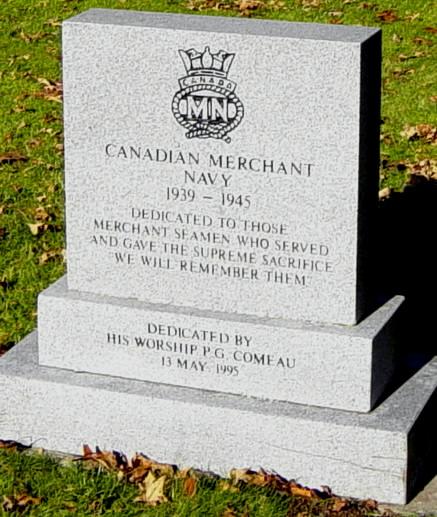 CANADA
MN
CANADIAN MERCHANT
NAVY
1939 - 1945
DEDICATED TO THOSE
MERCHANT SEAMEN WHO SERVED
AND GAVE THE SUPREME SACRIFICE
"WE WILL REMEMBER THEM"
DEDICATED BY
HIS WORSHIP P.G. COMEAU
13 MAY, 1995